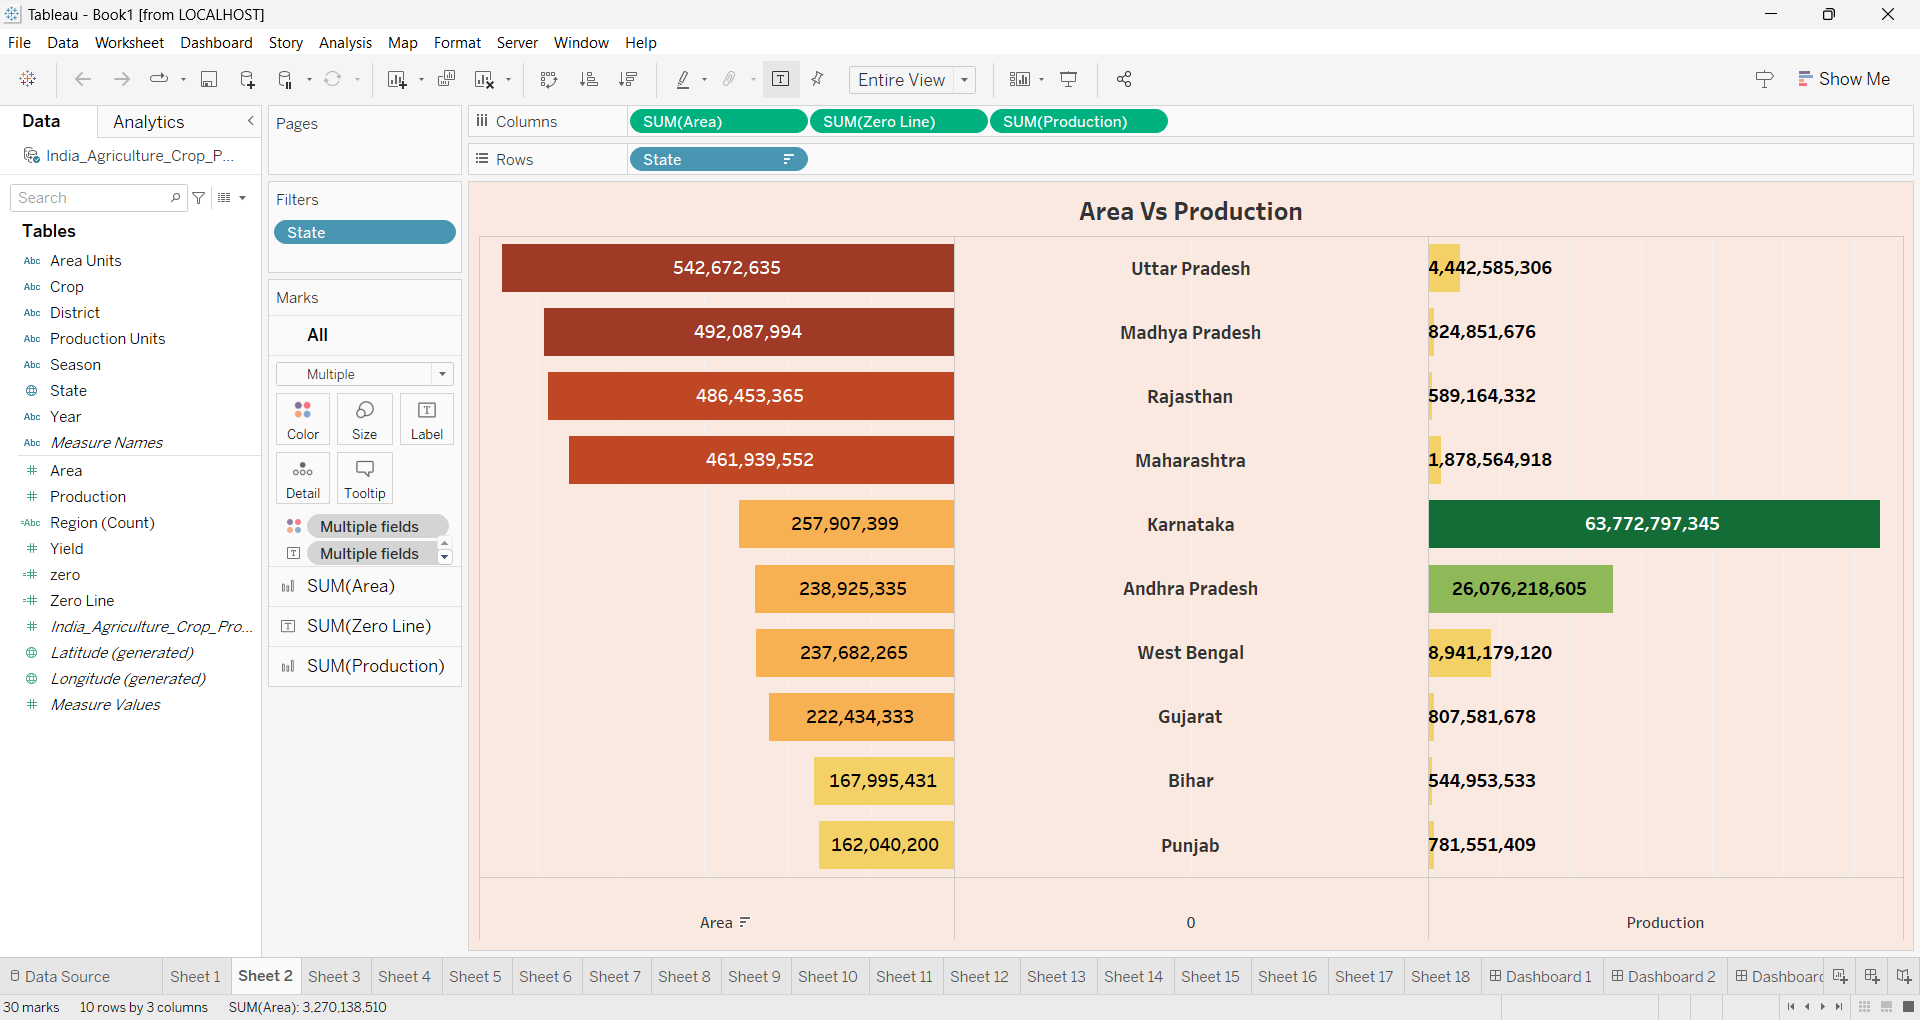 Tableau - Book1 [from LOCALHOST]
File Data Worksheet Dashboard Story Analysis Map Format Server Window Help
Entire View
Show Me
Data
Analytics
India_Agriculture_Crop_P...
Search
Tables
Abc Area Units
Abc Crop
Abc District
Abc Production Units
Abc Season
State
Abc Year
Abc Measure Names
# Area
# Production
=Abc Region (Count)
# Yield
=# zero
=# Zero Line
# India_Agriculture_Crop_Pro...
Latitude (generated)
Longitude (generated)
# Measure Values
Pages
Filters
State
Marks
All
Multiple
Color
Size
Label
Detail
Tooltip
Multiple fields
Multiple fields
SUM(Area)
SUM(Zero Line)
SUM(Production)
Columns
SUM(Area)
SUM(Zero Line)
SUM(Production)
Rows
State
Area Vs Production
542,672,635 Uttar Pradesh 4,442,585,306
492,087,994 Madhya Pradesh 824,851,676
486,453,365 Rajasthan 589,164,332
461,939,552 Maharashtra 1,878,564,918
257,907,399 Karnataka 63,772,797,345
238,925,335 Andhra Pradesh 26,076,218,605
237,682,265 West Bengal 8,941,179,120
222,434,333 Gujarat 807,581,678
167,995,431 Bihar 544,953,533
162,040,200 Punjab 781,551,409
Area 0 Production
Data Source Sheet 1 Sheet 2 Sheet 3 Sheet 4 Sheet 5 Sheet 6 Sheet 7 Sheet 8 Sheet 9 Sheet 10 Sheet 11 Sheet 12 Sheet 13 Sheet 14 Sheet 15 Sheet 16 Sheet 17 Sheet 18 Dashboard 1 Dashboard 2 Dashboard
30 marks 10 rows by 3 columns SUM(Area): 3,270,138,510